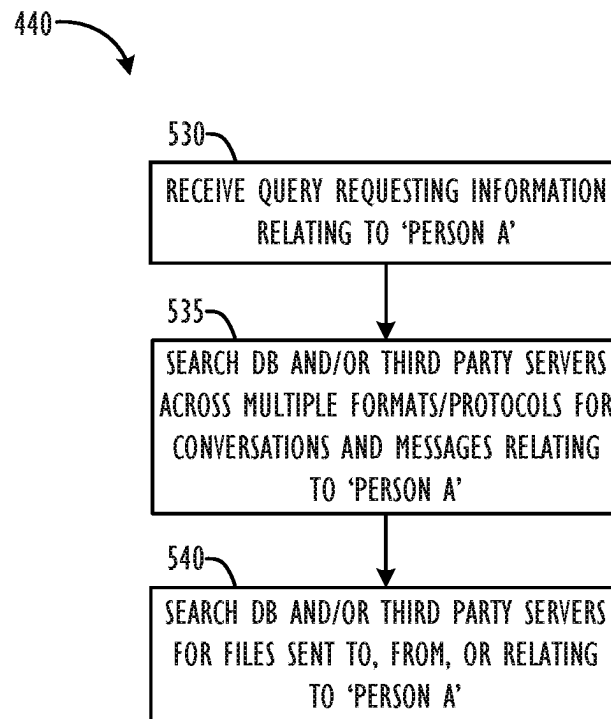 440
530
RECEIVE QUERY REQUESTING INFORMATION
RELATING TO ‘PERSON A’
535
SEARCH DB AND/OR THIRD PARTY SERVERS
ACROSS MULTIPLE FORMATS/PROTOCOLS FOR
CONVERSATIONS AND MESSAGES RELATING
TO ‘PERSON A’
540
SEARCH DB AND/OR THIRD PARTY SERVERS
FOR FILES SENT TO, FROM, OR RELATING
TO ‘PERSON A’